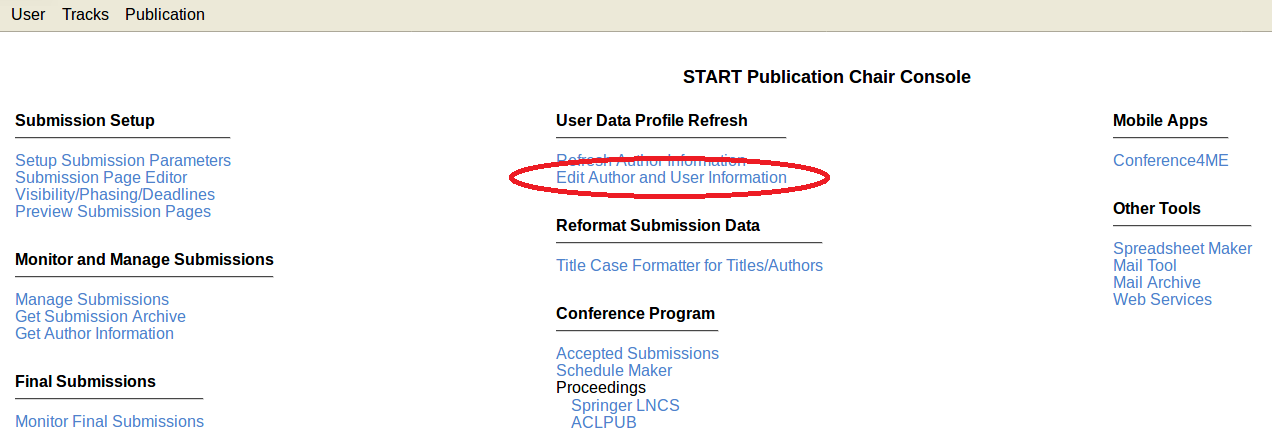 User Tracks Publication
START Publication Chair Console
Submission Setup
Setup Submission Parameters
Submission Page Editor
Visibility/Phasing/Deadlines
Preview Submission Pages
Monitor and Manage Submissions
Manage Submissions
Get Submission Archive
Get Author Information
Final Submissions
Monitor Final Submissions
User Data Profile Refresh
Refresh Author Information
Edit Author and User Information
Reformat Submission Data
Title Case Formatter for Titles/Authors
Conference Program
Accepted Submissions
Schedule Maker
Proceedings
Springer LNCS
ACLPUB
Mobile Apps
Conference4ME
Other Tools
Spreadsheet Maker
Mail Tool
Mail Archive
Web Services